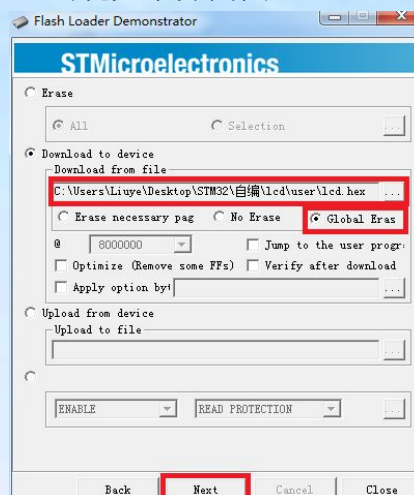 Flash Loader Demonstrator
STMicroelectronics
Erase
All Selection ...
Download to device
Download from file
C:\Users\Liuye\Desktop\STM32\自编\lcd\user\lcd.hex ...
Erase necessary pag No Erase Global Eras
@ 8000000 Jump to the user progr
Optimize (Remove some FFs) Verify after download
Apply option byt ...
Upload from device
Upload to file
...
ENABLE READ PROTECTION ...
Back Next Cancel Close